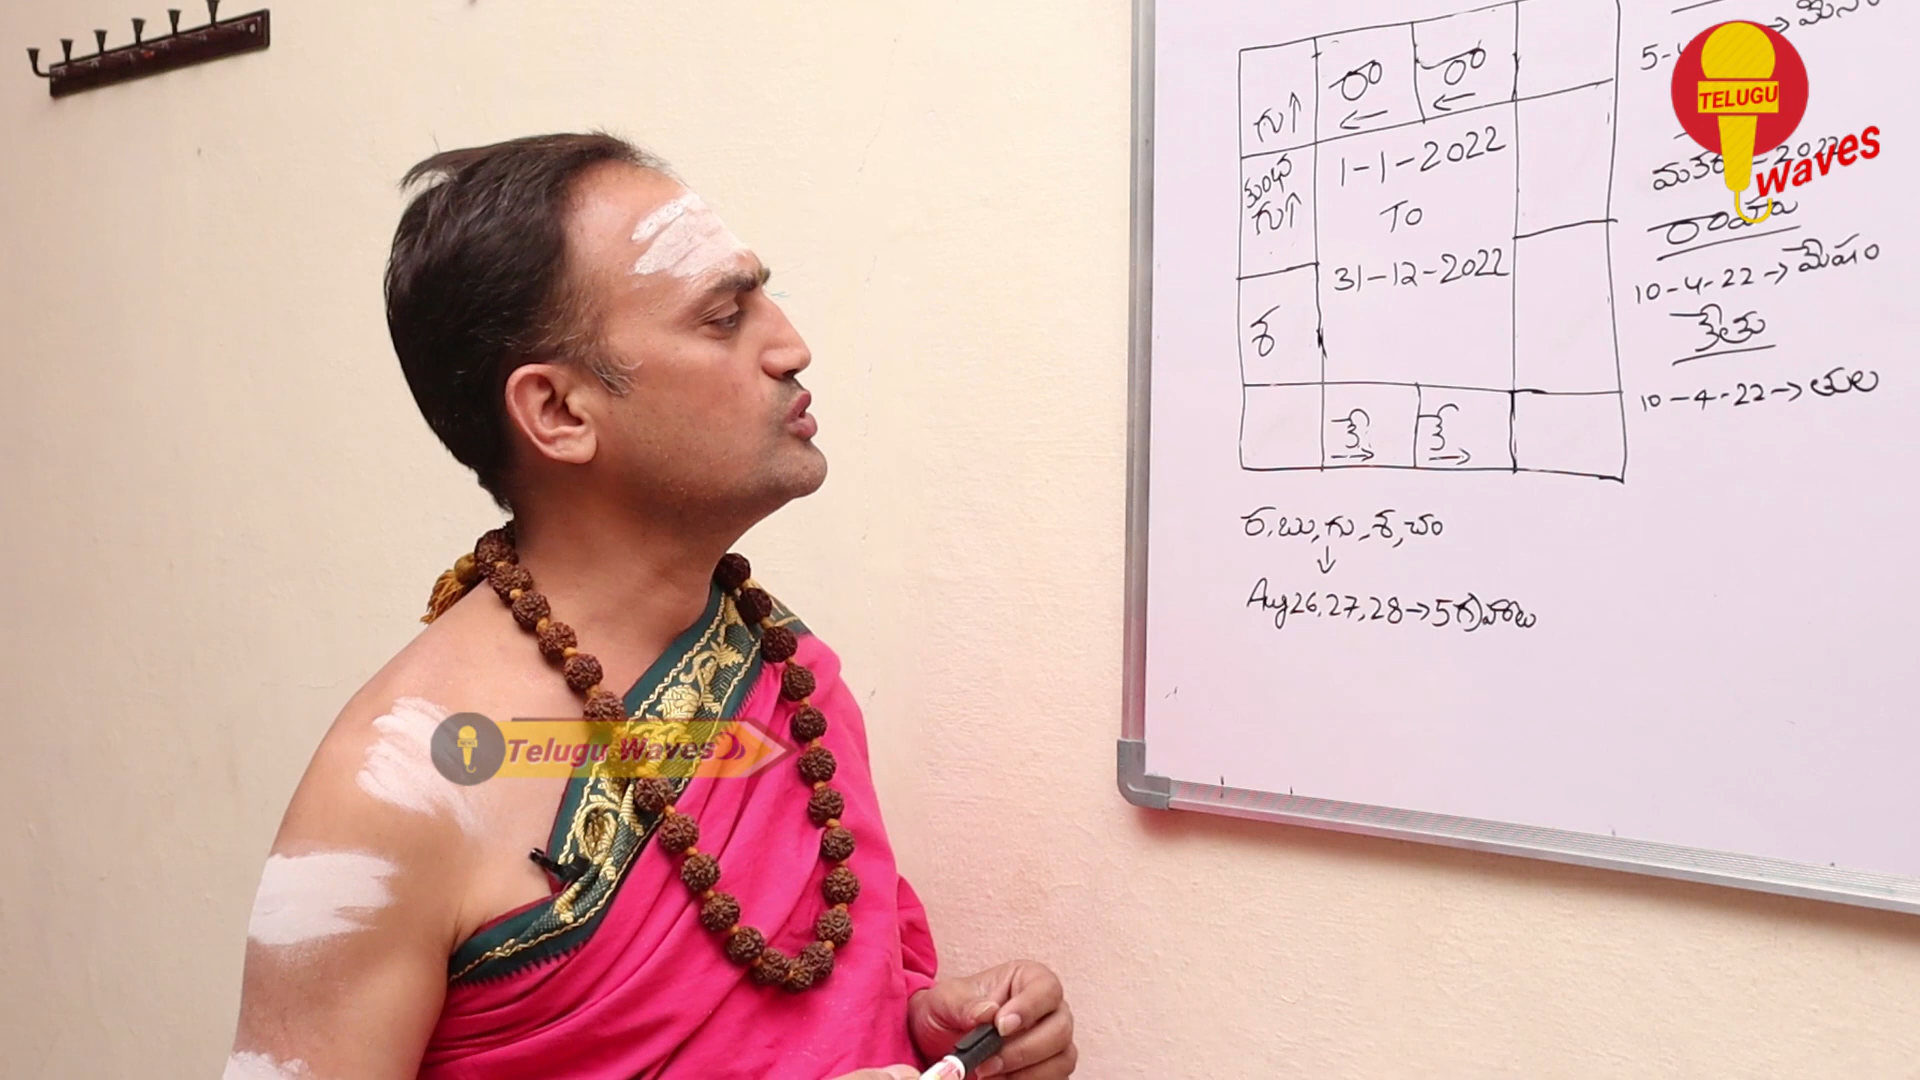 గు↑
రా
←
రా
←
కుంభ
గు↑
1-1-2022
To
31-12-2022
శ
కే
→
కే
→
ర, బు, గు, శ, చం
↓
Aug 26, 27, 28 → 5 గ్రహాలు
5-
→ మీనం
-2022
రాహు
10-4-22 → మేషం
కేతు
10-4-22 → తుల
TELUGU
Waves
Telugu Waves